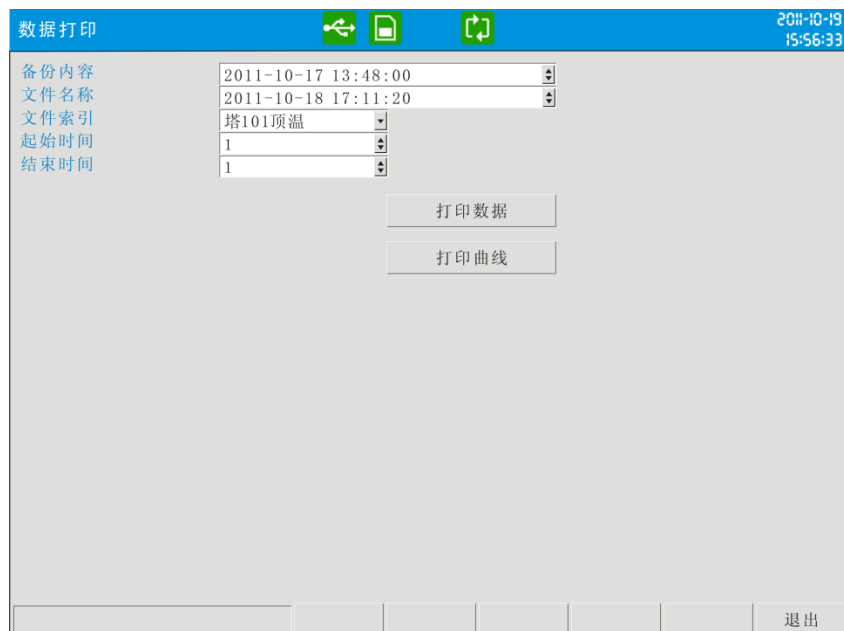 数据打印
2011-10-19
15:56:33
备份内容 2011-10-17 13:48:00
文件名称 2011-10-18 17:11:20
文件索引 塔101顶温
起始时间 1
结束时间 1
打印数据
打印曲线
退出